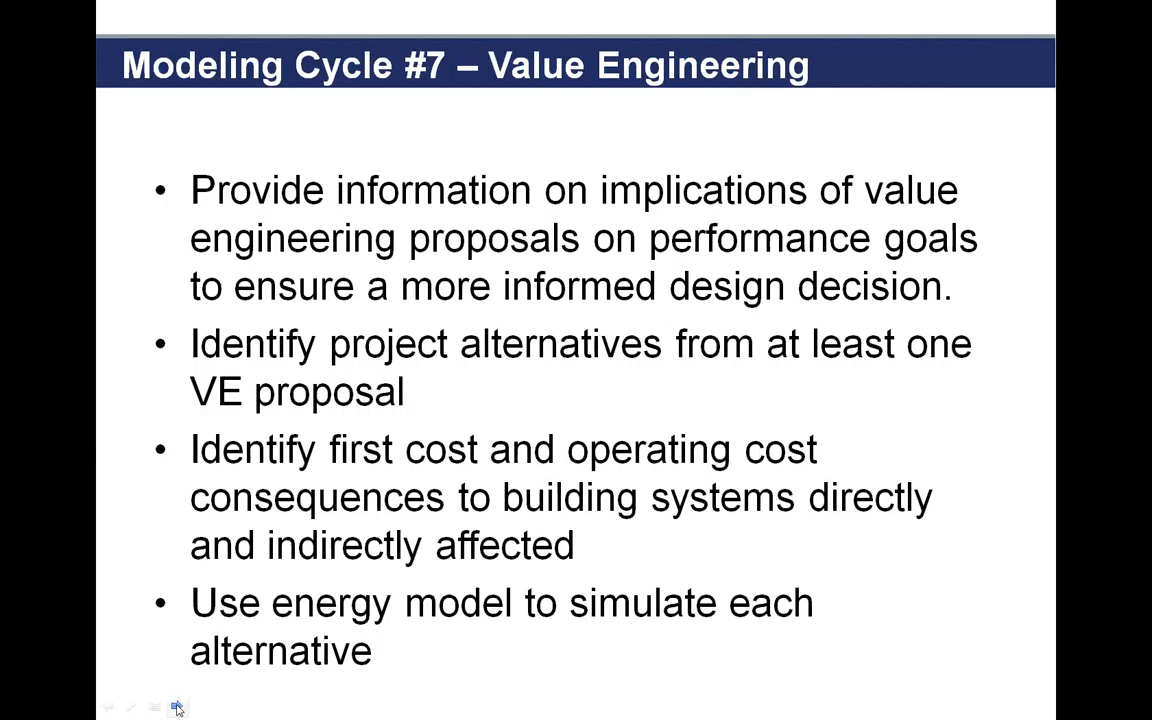 Modeling Cycle #7 – Value Engineering
• Provide information on implications of value
engineering proposals on performance goals
to ensure a more informed design decision.
• Identify project alternatives from at least one
VE proposal
• Identify first cost and operating cost
consequences to building systems directly
and indirectly affected
• Use energy model to simulate each
alternative